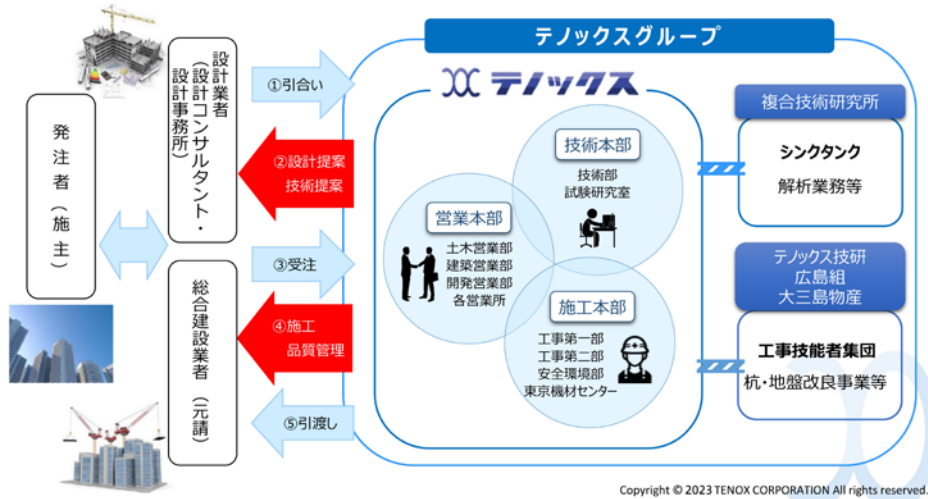 テノックスグループ
発注者（施主）
設計業者
（設計コンサルタント・
設計事務所）
総合建設業者（元請）
①引合い
②設計提案
技術提案
③受注
④施工
品質管理
⑤引渡し
テノックス
技術本部
技術部
試験研究室
営業本部
土木営業部
建築営業部
開発営業部
各営業所
施工本部
工事第一部
工事第二部
安全環境部
東京機材センター
複合技術研究所
シンクタンク
解析業務等
テノックス技研
広島組
大三島物産
工事技能者集団
杭・地盤改良事業等
Copyright © 2023 TENOX CORPORATION All rights reserved.